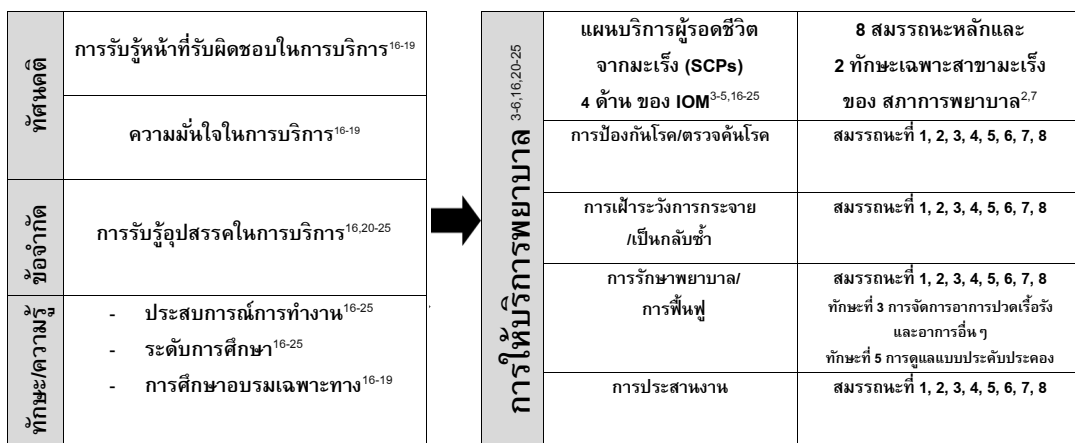 ทัศนคติ
การรับรู้หน้าที่รับผิดชอบในการบริการ16-19
ความมั่นใจในการบริการ16-19
ข้อจำกัด
การรับรู้อุปสรรคในการบริการ16,20-25
ทักษะ/ความรู้
- ประสบการณ์การทำงาน16-25
- ระดับการศึกษา16-25
- การศึกษาอบรมเฉพาะทาง16-19
การให้บริการพยาบาล 3-6,16,20-25
แผนบริการผู้รอดชีวิต
จากมะเร็ง (SCPs)
4 ด้าน ของ IOM3-5,16-25
8 สมรรถนะหลักและ
2 ทักษะเฉพาะสาขามะเร็ง
ของ สภาการพยาบาล2,7
การป้องกันโรค/ตรวจค้นโรค
สมรรถนะที่ 1, 2, 3, 4, 5, 6, 7, 8
การเฝ้าระวังการกระจาย
/เป็นกลับซ้ำ
สมรรถนะที่ 1, 2, 3, 4, 5, 6, 7, 8
การรักษาพยาบาล/
การฟื้นฟู
สมรรถนะที่ 1, 2, 3, 4, 5, 6, 7, 8
ทักษะที่ 3 การจัดการอาการปวดเรื้อรัง
และอาการอื่น ๆ
ทักษะที่ 5 การดูแลแบบประคับประคอง
การประสานงาน
สมรรถนะที่ 1, 2, 3, 4, 5, 6, 7, 8